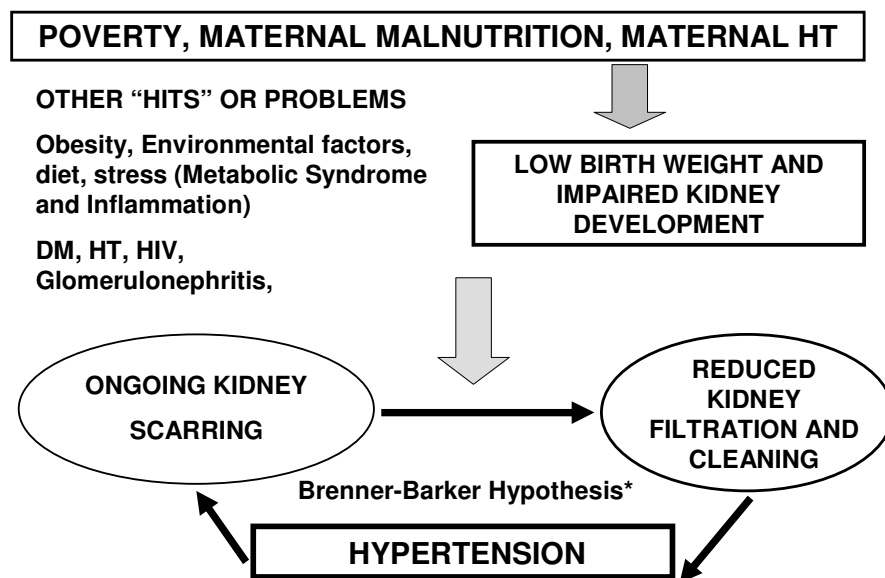 POVERTY, MATERNAL MALNUTRITION, MATERNAL HT
OTHER “HITS” OR PROBLEMS
Obesity, Environmental factors,
diet, stress (Metabolic Syndrome
and Inflammation)
DM, HT, HIV,
Glomerulonephritis,
LOW BIRTH WEIGHT AND
IMPAIRED KIDNEY
DEVELOPMENT
ONGOING KIDNEY
SCARRING
REDUCED
KIDNEY
FILTRATION AND
CLEANING
Brenner-Barker Hypothesis*
HYPERTENSION